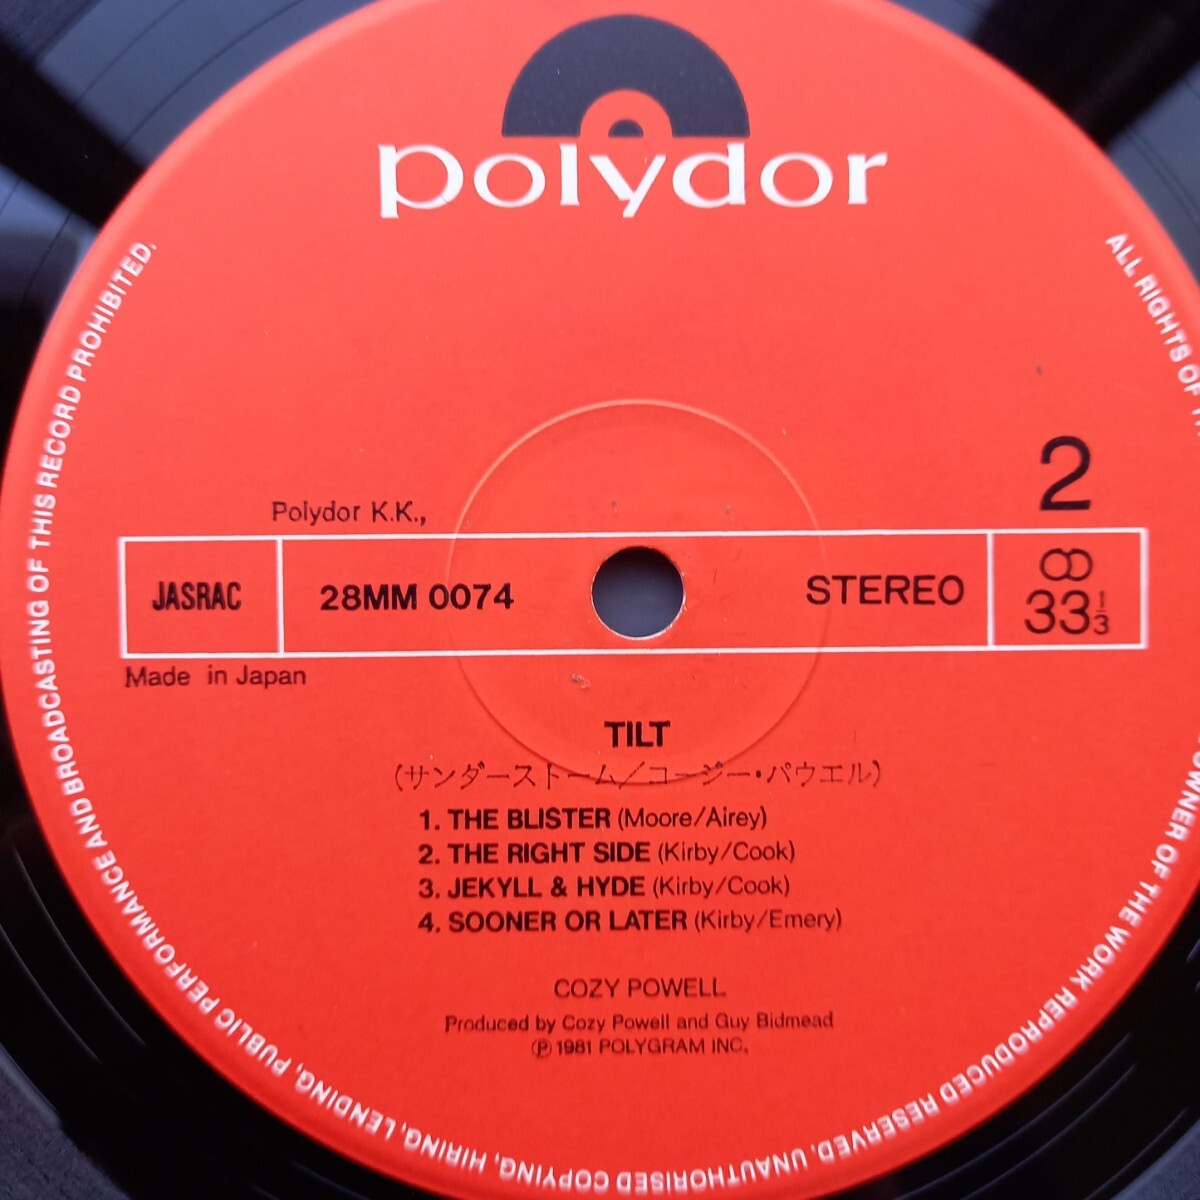 polydor
2
Polydor K.K.,
JASRAC
28MM 0074
STEREO
33 1/3
Made in Japan
TILT
(サンダーストーム/コージー・パウエル)
1. THE BLISTER (Moore/Airey)
2. THE RIGHT SIDE (Kirby/Cook)
3. JEKYLL & HYDE (Kirby/Cook)
4. SOONER OR LATER (Kirby/Emery)
COZY POWELL
Produced by Cozy Powell and Guy Bidmead
Ⓟ 1981 POLYGRAM INC.
ALL RIGHTS OF
OWNER OF THE WORK REPRODUCED RESERVED. UNAUTHORISED COPYING, HIRING, LENDING, PUBLIC PERFORMANCE AND BROADCASTING OF THIS RECORD PROHIBITED.